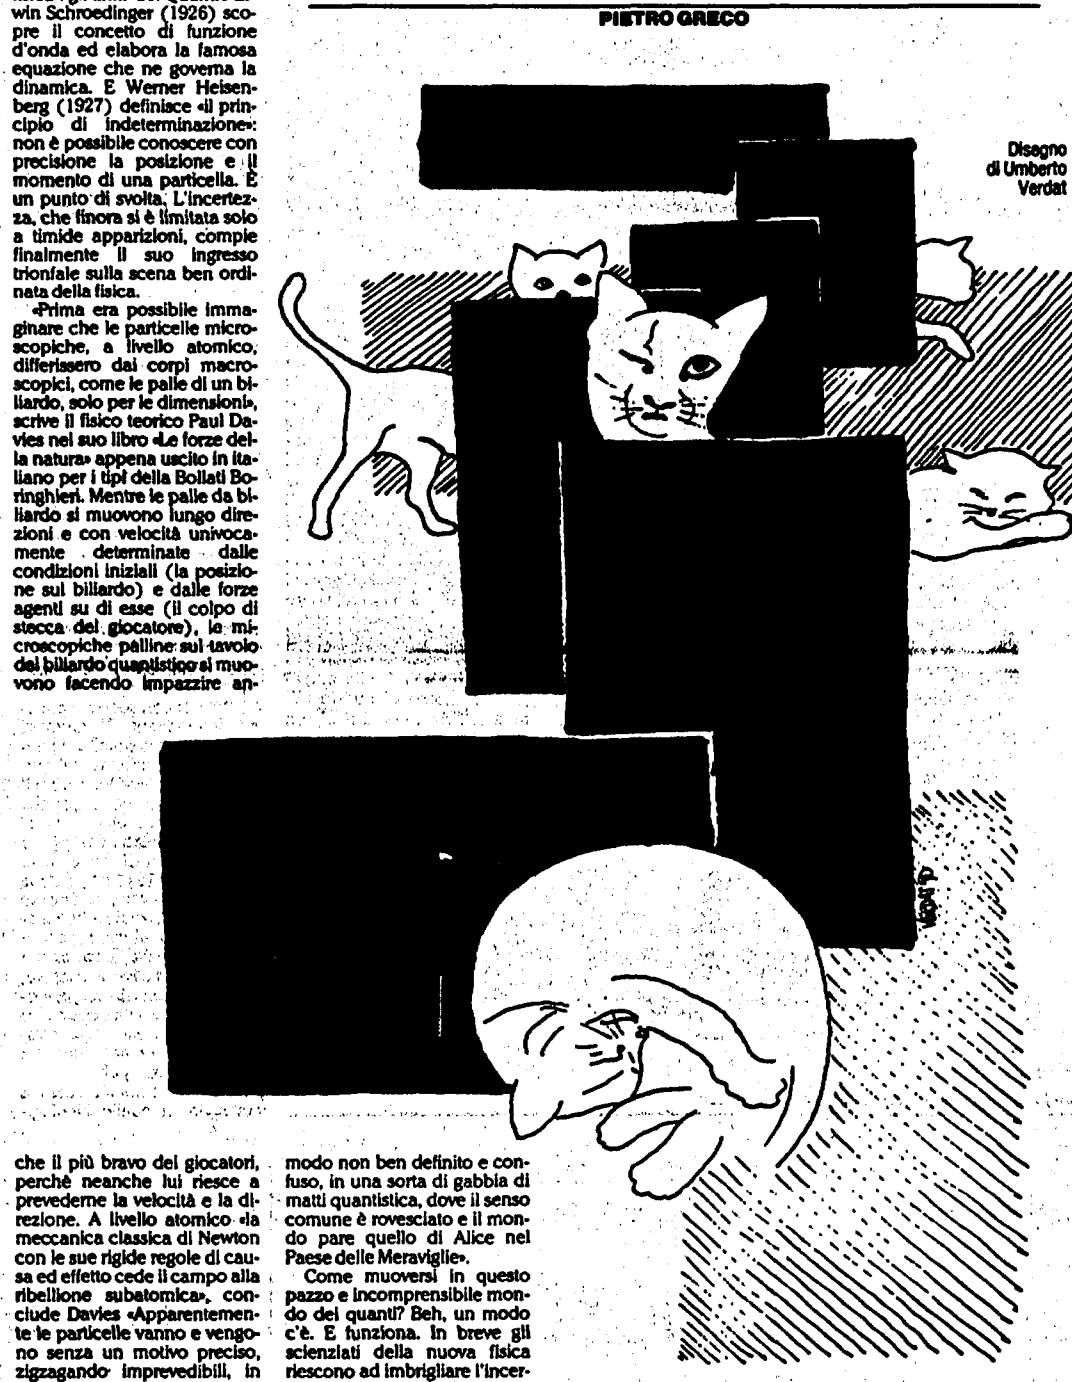 win Schroedinger (1926) sco-
pre il concetto di funzione
d'onda ed elabora la famosa
equazione che ne governa la
dinamica. E Werner Heisen-
berg (1927) definisce «il prin-
cipio di indeterminazione»:
non è possibile conoscere con
precisione la posizione e il
momento di una particella. È
un punto di svolta. L'incertez-
za, che finora si è limitata solo
a timide apparizioni, compie
finalmente il suo ingresso
trionfale sulla scena ben ordi-
nata della fisica.
«Prima era possibile imma-
ginare che le particelle micro-
scopiche, a livello atomico,
differissero dai corpi macro-
scopici, come le palle di un bi-
liardo, solo per le dimensioni»,
scrive il fisico teorico Paul Da-
vies nel suo libro «Le forze del-
la natura» appena uscito in ita-
liano per i tipi della Bollati Bo-
ringhieri. Mentre le palle da bi-
liardo si muovono lungo dire-
zioni e con velocità univoca-
mente determinate dalle
condizioni iniziali (la posizio-
ne sul biliardo) e dalle forze
agenti su di esse (il colpo di
stecca del giocatore), le mi-
croscopiche palline sul tavolo
del biliardo quantistico si muo-
vono facendo impazzire an-
che il più bravo dei giocatori,
perchè neanche lui riesce a
prevederne la velocità e la di-
rezione. A livello atomico «la
meccanica classica di Newton
con le sue rigide regole di cau-
sa ed effetto cede il campo alla
ribellione subatomica», con-
clude Davies «Apparentemen-
te le particelle vanno e vengo-
no senza un motivo preciso,
zigzagando imprevedibili, in
modo non ben definito e con-
fuso, in una sorta di gabbia di
matti quantistica, dove il senso
comune è rovesciato e il mon-
do pare quello di Alice nel
Paese delle Meraviglie».
Come muoversi in questo
pazzo e incomprensibile mon-
do dei quanti? Beh, un modo
c'è. E funziona. In breve gli
scienziati della nuova fisica
riescono ad imbrigliare l'incer-
PIETRO GRECO
Disegno
di Umberto
Verdat
VERDAT 90